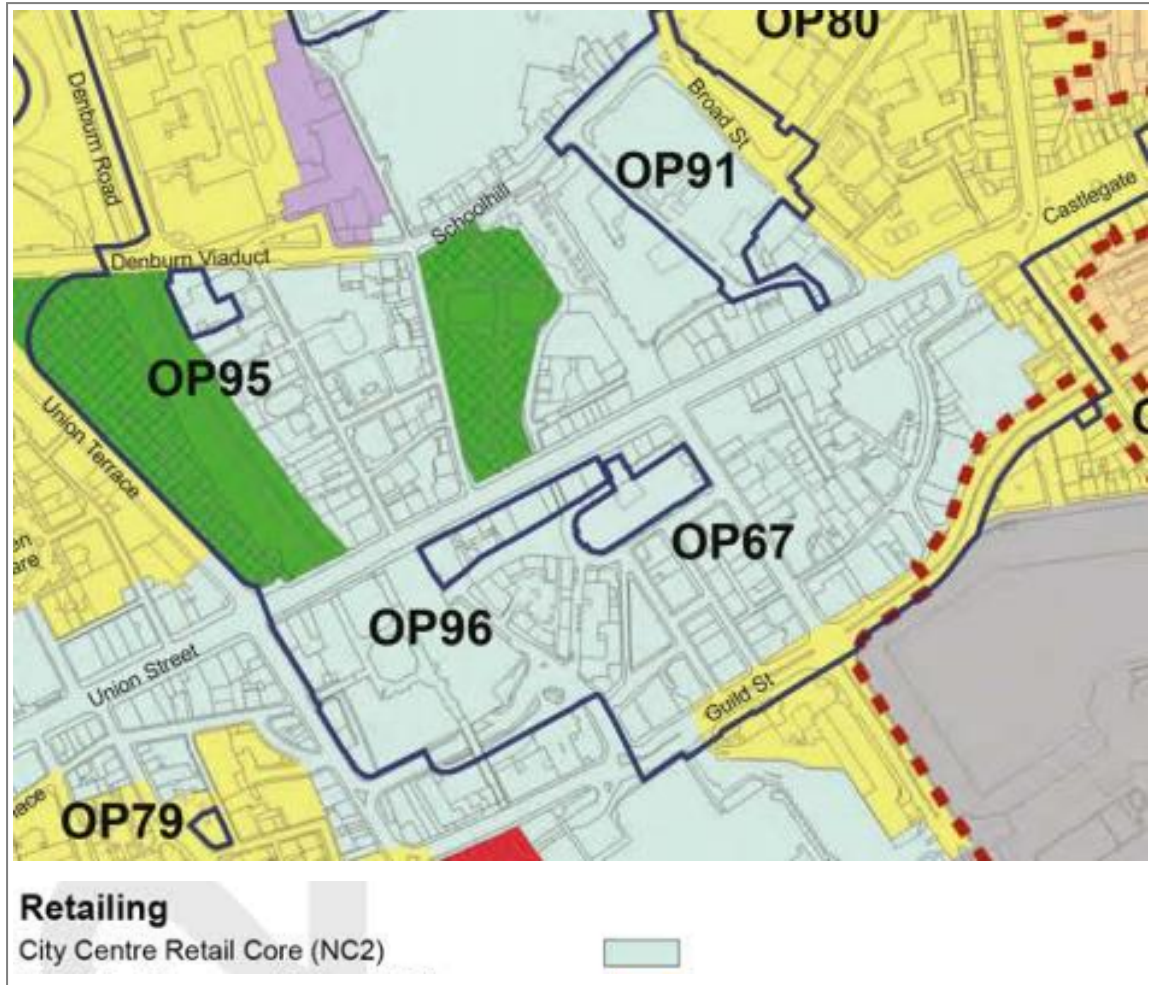 OP80
Denburn Road
Broad St
OP91
Castlegate
Schoolhill
Denburn Viaduct
OP95
Union Terrace
OP67
OP96
Union Street
Guild St
OP79
Retailing
City Centre Retail Core (NC2)